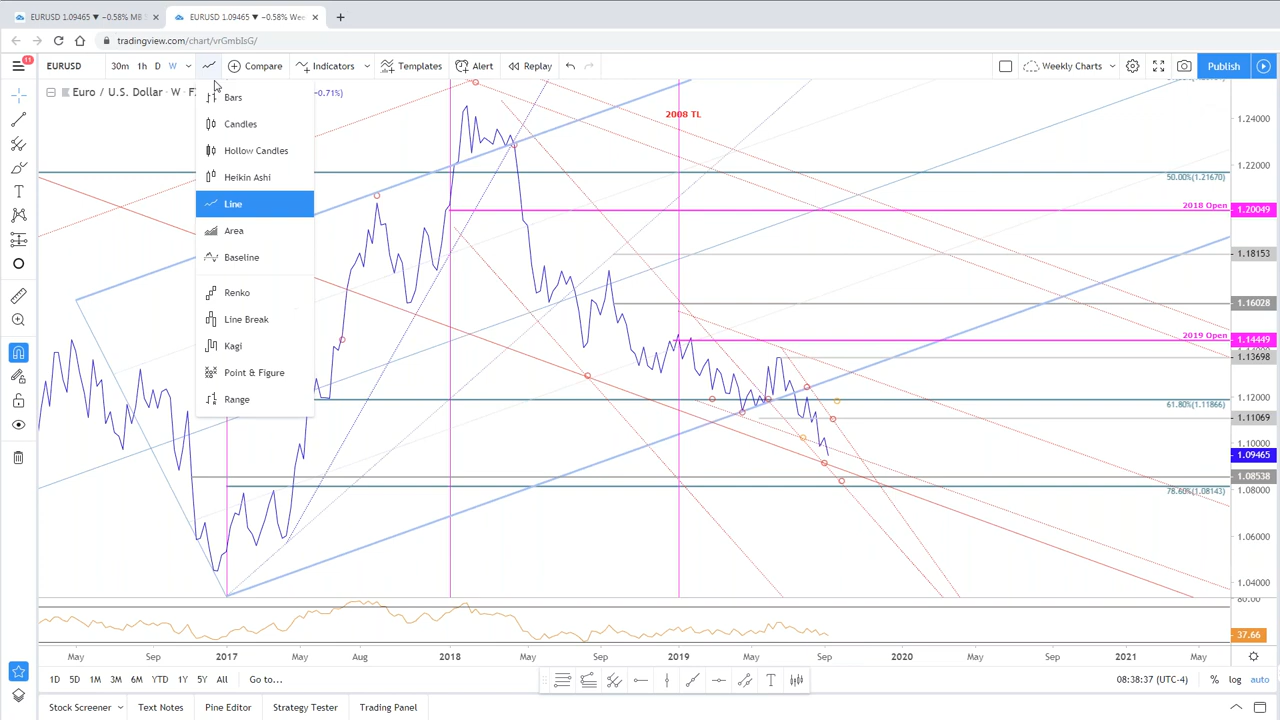 EURUSD 1.09465 ▼ −0.58% MB
EURUSD 1.09465 ▼ −0.58% Wee
tradingview.com/chart/vrGmbIsG/
11
EURUSD 30m 1h D W Compare Indicators Templates Alert Replay Weekly Charts Publish
Euro / U.S. Dollar · W · F
−0.71%)
Bars
Candles
Hollow Candles
Heikin Ashi
Line
Area
Baseline
Renko
Line Break
Kagi
Point & Figure
Range
2008 TL
1.24000
1.22000
50.00%(1.21670)
2018 Open 1.20049
1.18153
1.16028
2019 Open 1.14449
1.13698
1.12000
61.80%(1.11866)
1.11069
1.10000
1.09465
1.08538
78.60%(1.08143)
1.08000
1.06000
1.04000
80.00
37.66
May Sep 2017 May Aug 2018 May Sep 2019 May Sep 2020 May Sep 2021 May
1D 5D 1M 3M 6M YTD 1Y 5Y All Go to... 08:38:37 (UTC-4) % log auto
Stock Screener Text Notes Pine Editor Strategy Tester Trading Panel